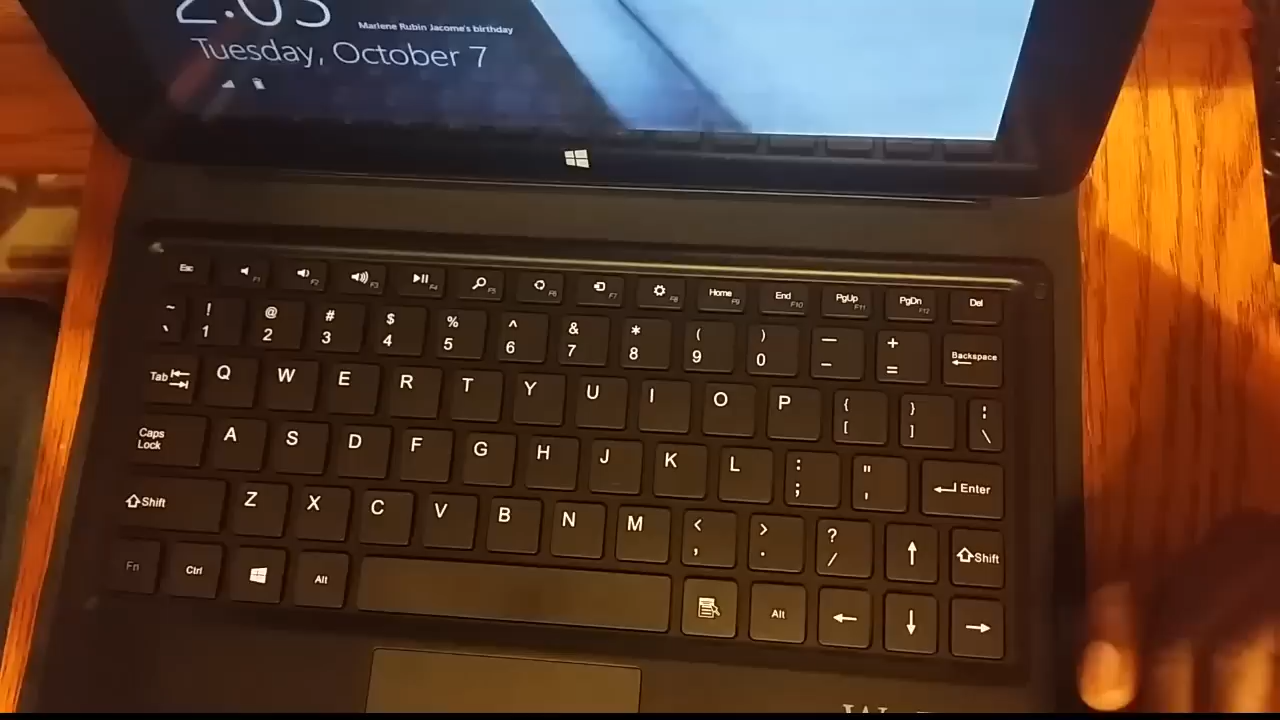 2:05
Marlene Rubin Jacome's birthday
Tuesday, October 7
Esc F1 F2 F3 F4 F5 F6 F7 F8 Home F9 End F10 PgUp F11 PgDn F12 Del
~ ` ! 1 @ 2 # 3 $ 4 % 5 ^ 6 & 7 * 8 ( 9 ) 0 — - + = Backspace
Tab Q W E R T Y U I O P { [ } ] ¦ \
Caps Lock A S D F G H J K L : ; " ' Enter
Shift Z X C V B N M < , > . ? / ↑ Shift
Fn Ctrl Alt Alt ← ↓ →